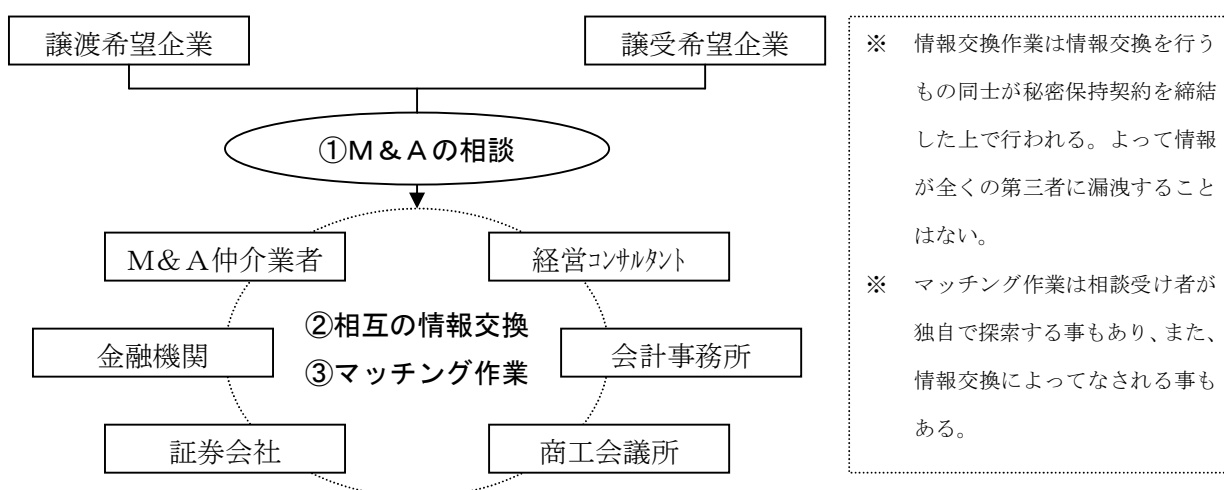 譲渡希望企業
譲受希望企業
①M&Aの相談
M&A仲介業者
経営ｺﾝｻﾙﾀﾝﾄ
②相互の情報交換
③マッチング作業
金融機関
会計事務所
証券会社
商工会議所
※ 情報交換作業は情報交換を行う
もの同士が秘密保持契約を締結
した上で行われる。よって情報
が全くの第三者に漏洩すること
はない。
※ マッチング作業は相談受け者が
独自で探索する事もあり、また、
情報交換によってなされる事も
ある。